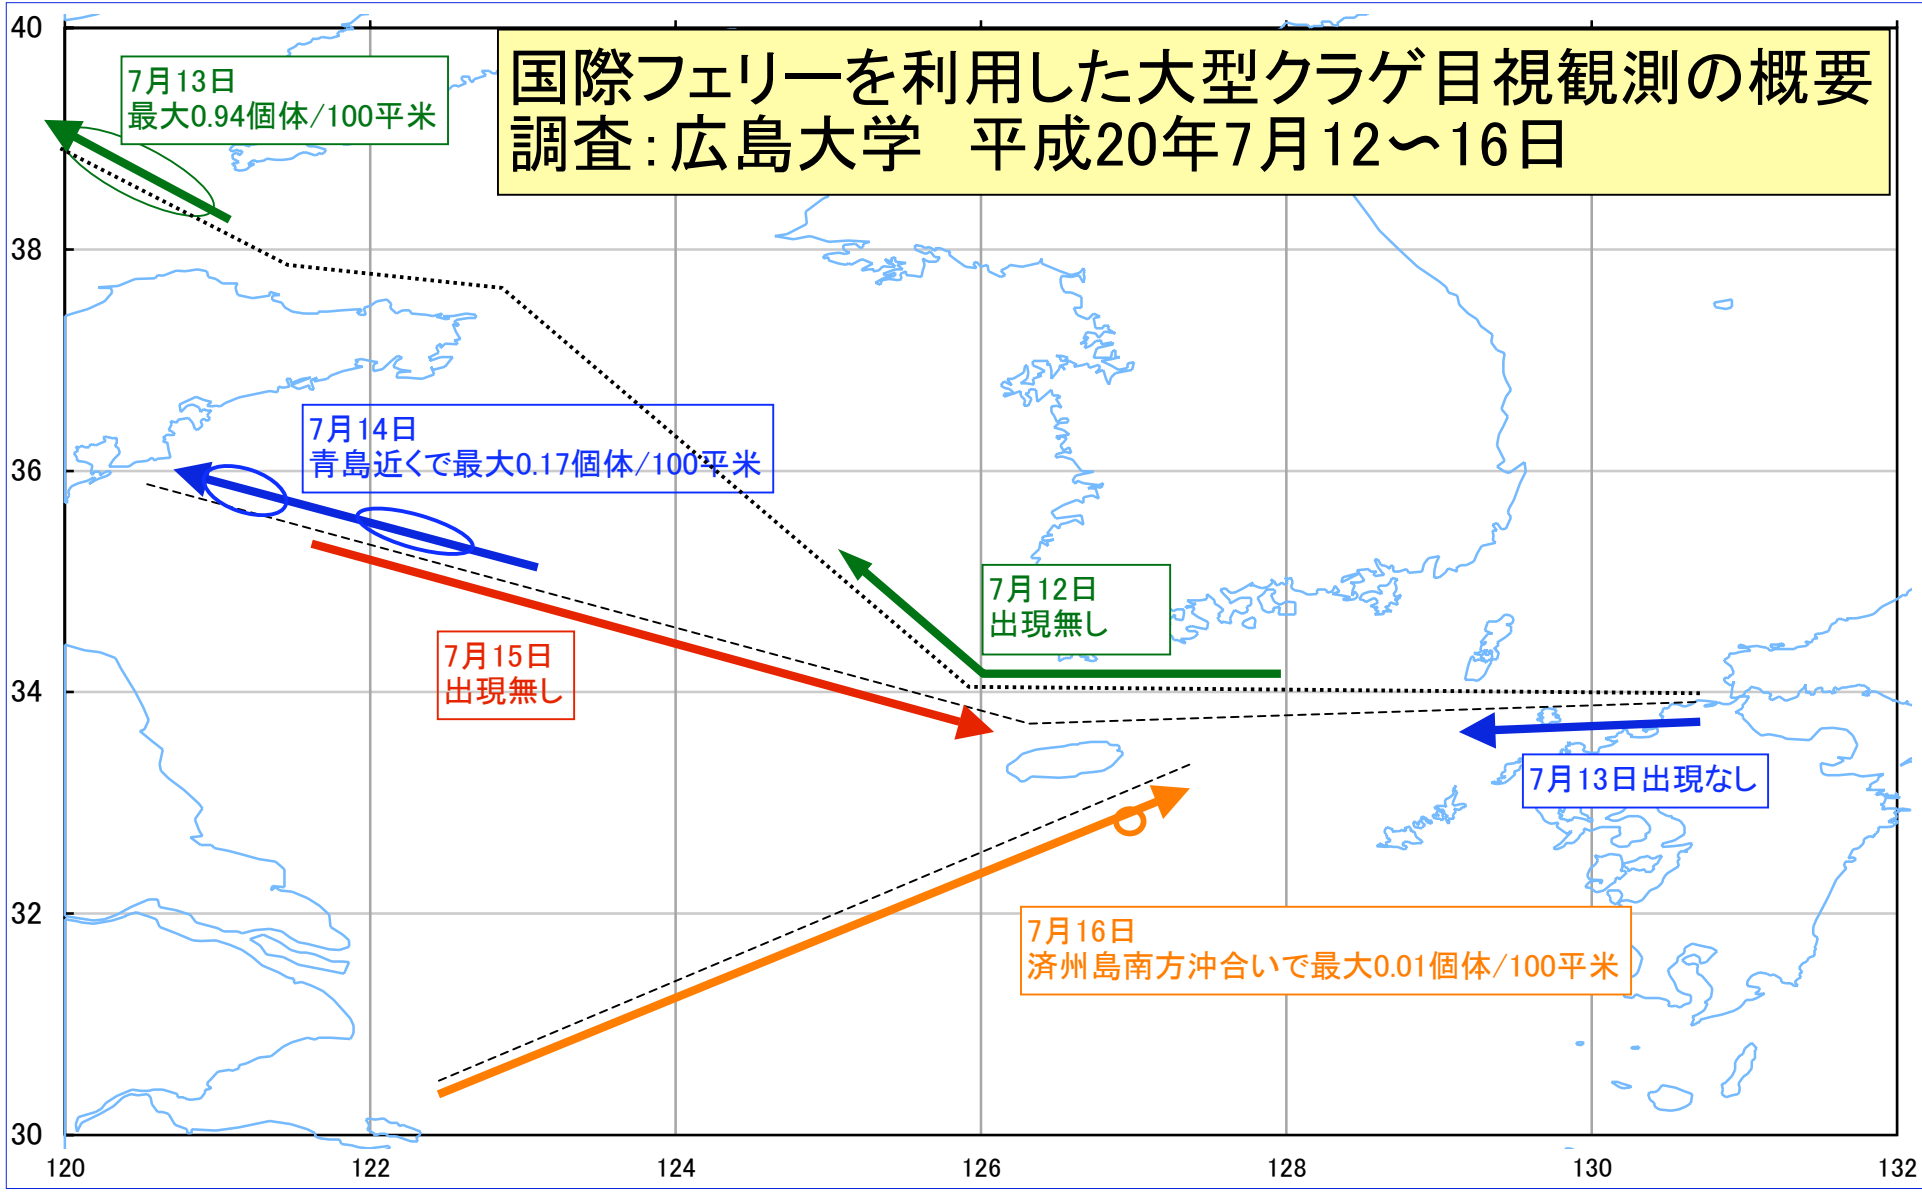 国際フェリーを利用した大型クラゲ目視観測の概要
調査：広島大学　平成20年7月12～16日
7月13日
最大0.94個体/100平米
7月14日
青島近くで最大0.17個体/100平米
7月12日
出現無し
7月15日
出現無し
7月13日出現なし
7月16日
済州島南方沖合いで最大0.01個体/100平米
40
38
36
34
32
30
120
122
124
126
128
130
132